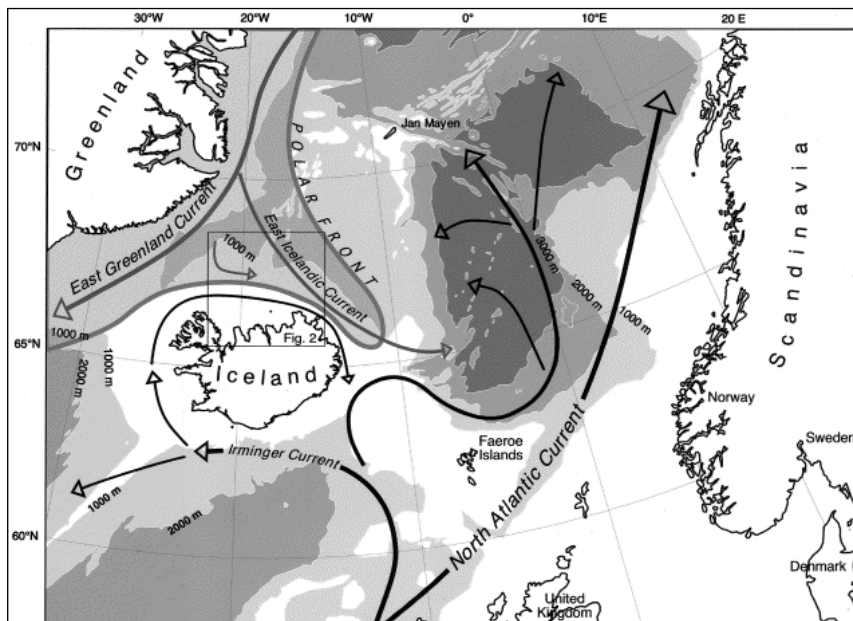 30°W 20°W 10°W 0° 10°E 20 E
70°N
65°N
60°N
Greenland
Jan Mayen
POLAR FRONT
East Greenland Current
East Icelandic Current
1000 m
1000 m
2000 m
1000 m
Fig. 2
Iceland
3000 m
2000 m
1000 m
Scandinavia
Norway
Sweden
Faeroe
Islands
Irminger Current
1000 m
2000 m
North Atlantic Current
United
Kingdom
Denmark